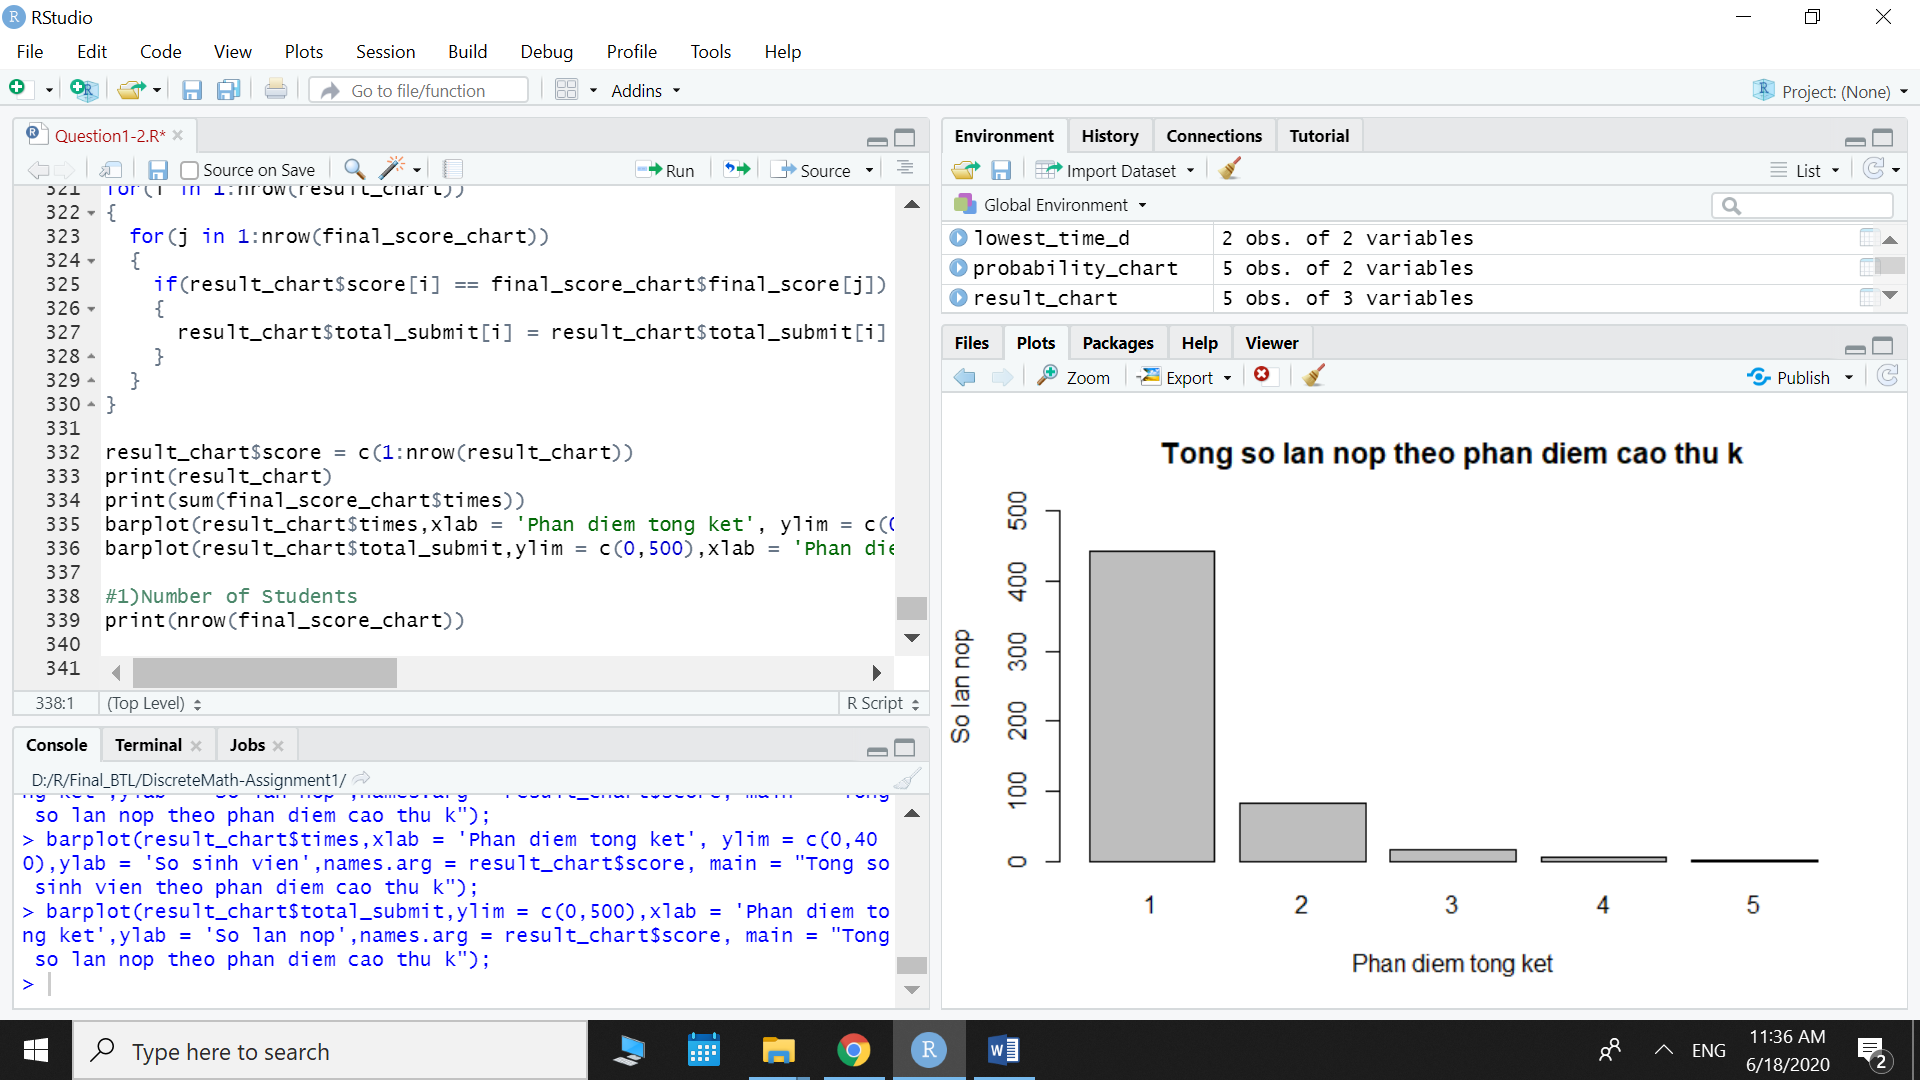 RStudio
File Edit Code View Plots Session Build Debug Profile Tools Help
Go to file/function Addins Project: (None)
Question1-2.R*
Source on Save Run Source
321 for(i in 1:nrow(result_chart))
322 {
323 for(j in 1:nrow(final_score_chart))
324 {
325 if(result_chart$score[i] == final_score_chart$final_score[j])
326 {
327 result_chart$total_submit[i] = result_chart$total_submit[i]
328 }
329 }
330 }
331
332 result_chart$score = c(1:nrow(result_chart))
333 print(result_chart)
334 print(sum(final_score_chart$times))
335 barplot(result_chart$times,xlab = 'Phan diem tong ket', ylim = c(0
336 barplot(result_chart$total_submit,ylim = c(0,500),xlab = 'Phan die
337
338 #1)Number of Students
339 print(nrow(final_score_chart))
340
341
338:1 (Top Level) R Script
Console Terminal Jobs
D:/R/Final_BTL/DiscreteMath-Assignment1/
so lan nop theo phan diem cao thu k");
> barplot(result_chart$times,xlab = 'Phan diem tong ket', ylim = c(0,40
0),ylab = 'So sinh vien',names.arg = result_chart$score, main = "Tong so
sinh vien theo phan diem cao thu k");
> barplot(result_chart$total_submit,ylim = c(0,500),xlab = 'Phan diem to
ng ket',ylab = 'So lan nop',names.arg = result_chart$score, main = "Tong
so lan nop theo phan diem cao thu k");
>
Environment History Connections Tutorial
Import Dataset List
Global Environment
lowest_time_d 2 obs. of 2 variables
probability_chart 5 obs. of 2 variables
result_chart 5 obs. of 3 variables
Files Plots Packages Help Viewer
Zoom Export Publish
Tong so lan nop theo phan diem cao thu k
So lan nop
500
400
300
200
100
0
1 2 3 4 5
Phan diem tong ket
Type here to search
ENG
11:36 AM
6/18/2020
2